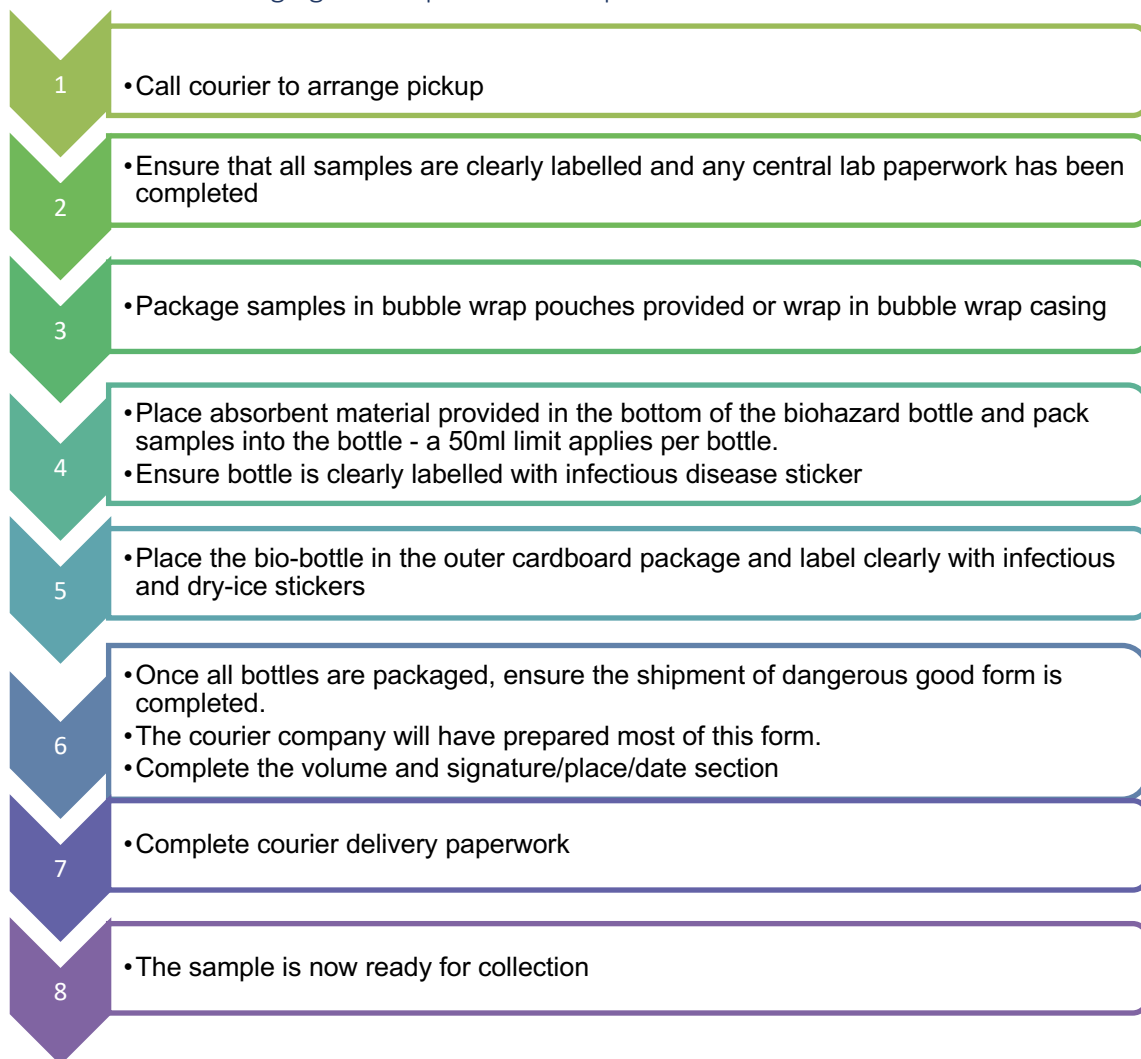 1
•Call courier to arrange pickup
2
•Ensure that all samples are clearly labelled and any central lab paperwork has been
completed
3
•Package samples in bubble wrap pouches provided or wrap in bubble wrap casing
4
•Place absorbent material provided in the bottom of the biohazard bottle and pack
samples into the bottle - a 50ml limit applies per bottle.
•Ensure bottle is clearly labelled with infectious disease sticker
5
•Place the bio-bottle in the outer cardboard package and label clearly with infectious
and dry-ice stickers
6
•Once all bottles are packaged, ensure the shipment of dangerous good form is
completed.
•The courier company will have prepared most of this form.
•Complete the volume and signature/place/date section
7
•Complete courier delivery paperwork
8
•The sample is now ready for collection